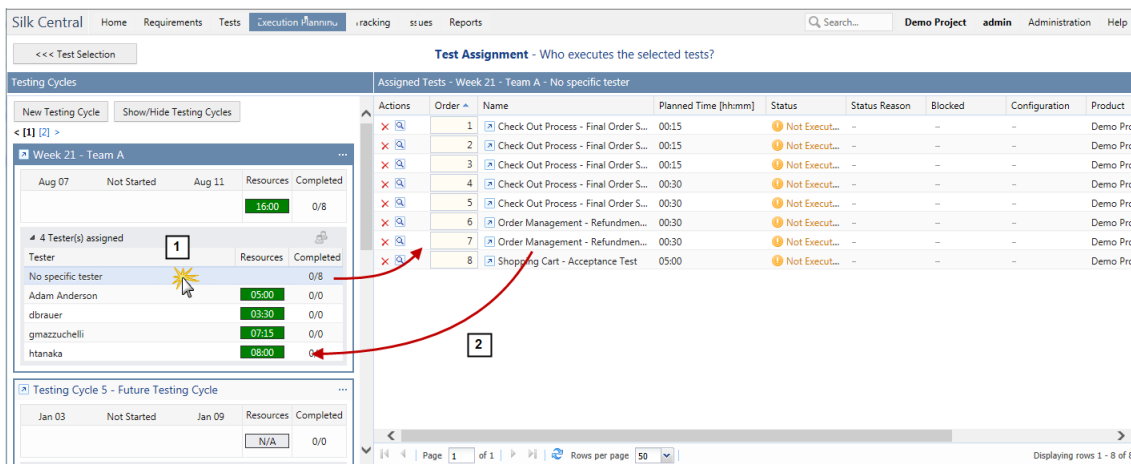 Silk Central Home Requirements Tests Execution Planning racking ssues Reports Search... Demo Project admin Administration Help
<<< Test Selection
Test Assignment - Who executes the selected tests?
Testing Cycles
New Testing Cycle Show/Hide Testing Cycles
< [1] [2] >
Week 21 - Team A ...
Aug 07 Not Started Aug 11 Resources Completed
16:00 0/8
4 Tester(s) assigned
1
Tester Resources Completed
No specific tester 0/8
Adam Anderson 05:00 0/0
dbrauer 03:30 0/0
gmazzuchelli 07:15 0/0
htanaka 08:00
Testing Cycle 5 - Future Testing Cycle ...
Jan 03 Not Started Jan 09 Resources Completed
N/A 0/0
Assigned Tests - Week 21 - Team A - No specific tester
Actions Order Name Planned Time [hh:mm] Status Status Reason Blocked Configuration Product
1 Check Out Process - Final Order S... 00:15 Not Execut... - - - Demo Pro
2 Check Out Process - Final Order S... 00:15 Not Execut... - - - Demo Pro
3 Check Out Process - Final Order S... 00:15 Not Execut... - - - Demo Pro
4 Check Out Process - Final Order S... 00:30 Not Execut... - - - Demo Pro
5 Check Out Process - Final Order S... 00:30 Not Execut... - - - Demo Pro
6 Order Management - Refundmen... 00:30 Not Execut... - - - Demo Pro
7 Order Management - Refundmen... 00:30 Not Execut... - - - Demo Pro
8 Shopping Cart - Acceptance Test 05:00 Not Execut... - - - Demo Pro
2
Page 1 of 1 Rows per page 50 Displaying rows 1 - 8 of 8